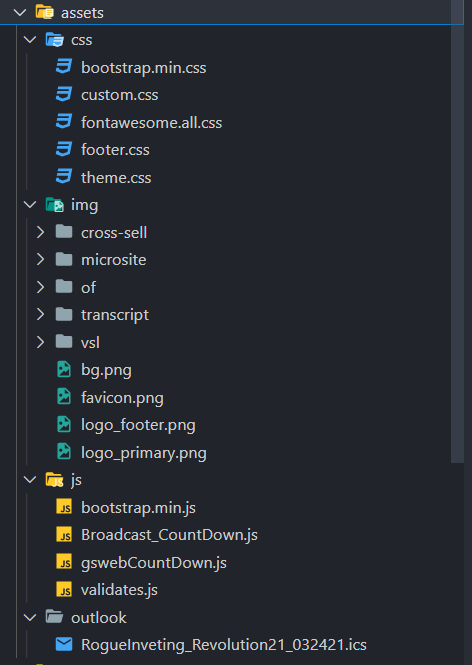 assets
css
bootstrap.min.css
custom.css
fontawesome.all.css
footer.css
theme.css
img
cross-sell
microsite
of
transcript
vsl
bg.png
favicon.png
logo_footer.png
logo_primary.png
js
bootstrap.min.js
Broadcast_CountDown.js
gswebCountDown.js
validates.js
outlook
RogueInveting_Revolution21_032421.ics